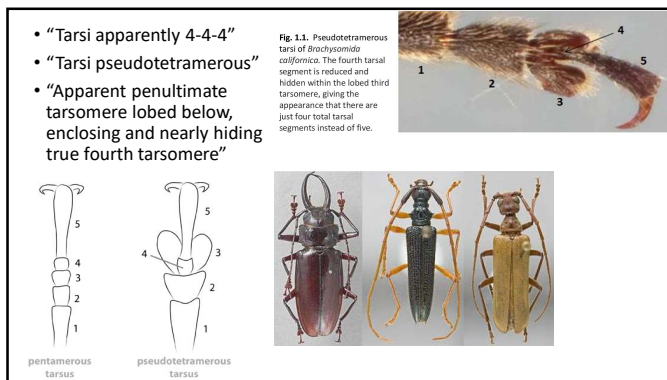 • “Tarsi apparently 4-4-4”
• “Tarsi pseudotetramerous”
• “Apparent penultimate
tarsomere lobed below,
enclosing and nearly hiding
true fourth tarsomere”
Fig. 1.1. Pseudotetramerous
tarsi of Brachysomida
californica. The fourth tarsal
segment is reduced and
hidden within the lobed third
tarsomere, giving the
appearance that there are
just four total tarsal
segments instead of five.
1
2
3
4
5
5
4
3
2
1
pentamerous
tarsus
5
4
3
2
1
pseudotetramerous
tarsus